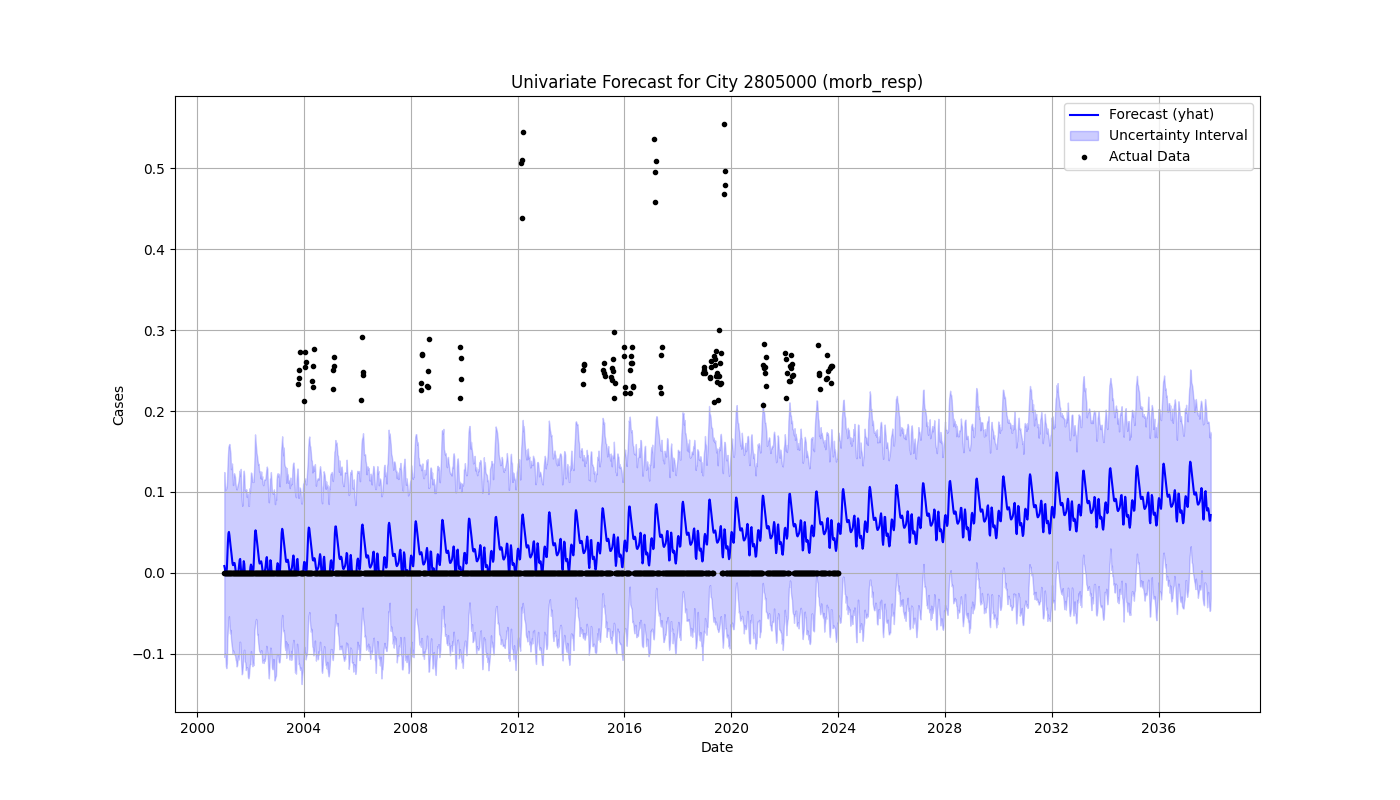 Univariate Forecast for City 2805000 (morb_resp)
Forecast (yhat)
Uncertainty Interval
Actual Data
Cases
0.5
0.4
0.3
0.2
0.1
0.0
−0.1
2000 2004 2008 2012 2016 2020 2024 2028 2032 2036
Date